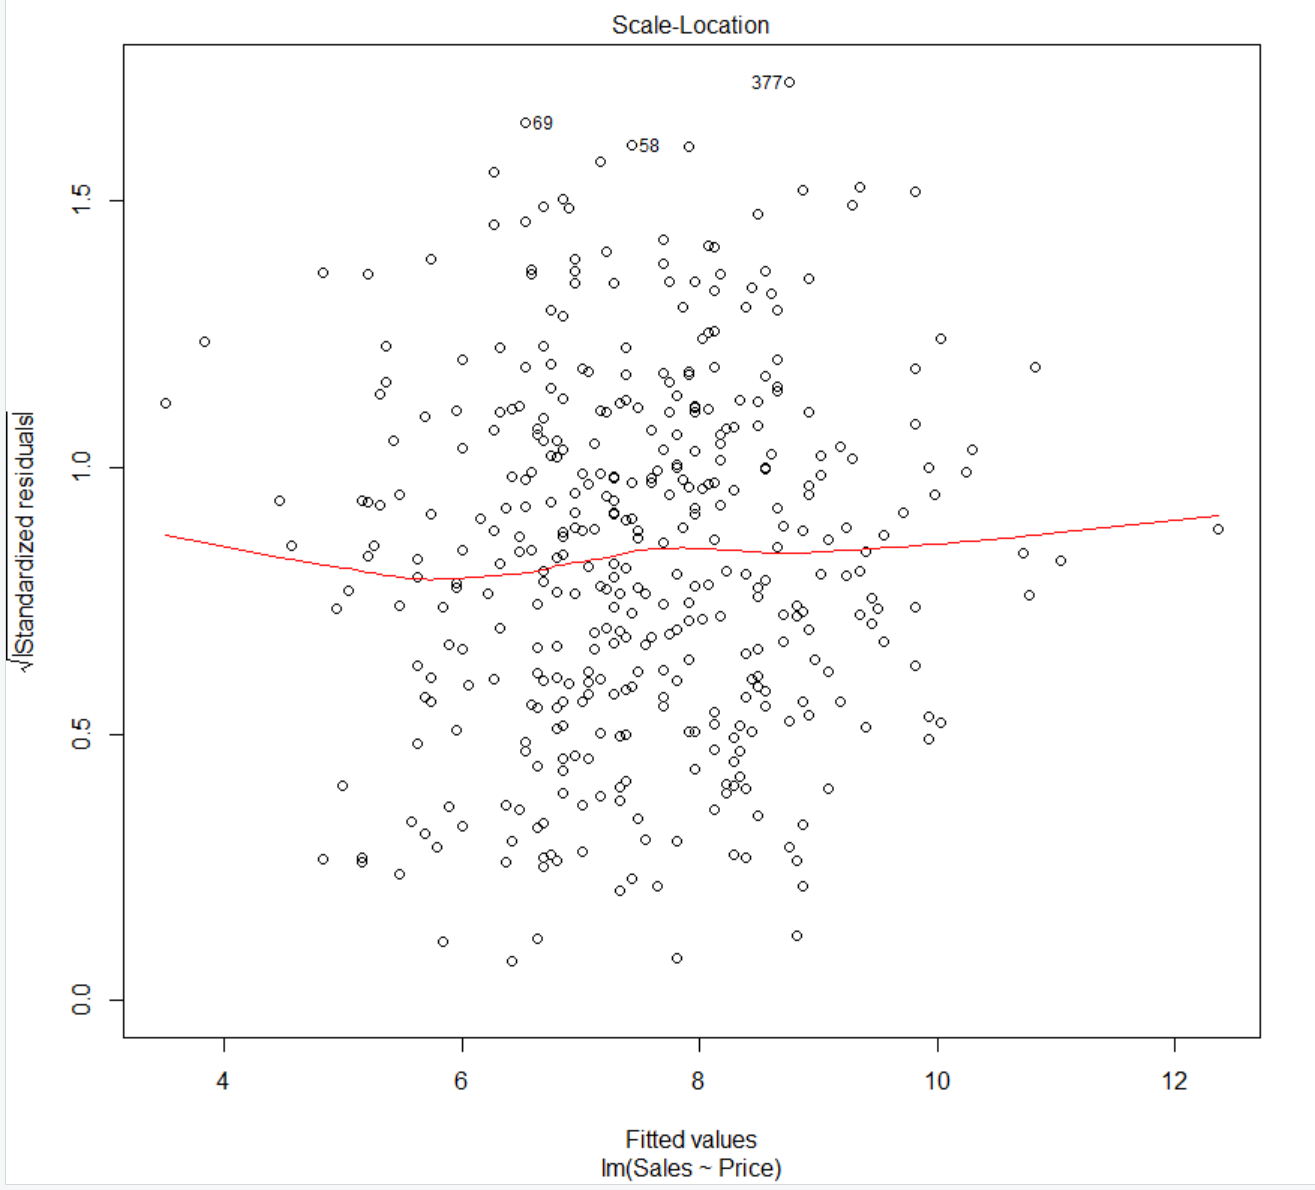 Scale-Location
377
69
58
1.5
1.0
0.5
0.0
√|Standardized residuals|
4 6 8 10 12
Fitted values
lm(Sales ~ Price)